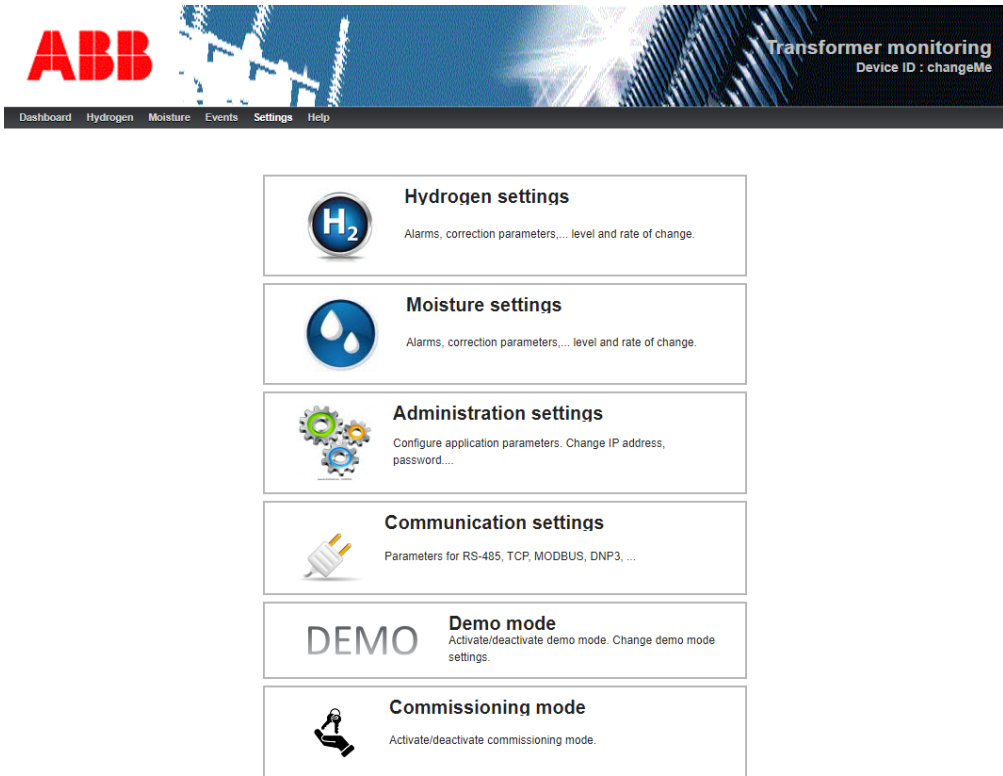 ABB
Transformer monitoring
Device ID : changeMe
Dashboard Hydrogen Moisture Events Settings Help
H2
Hydrogen settings
Alarms, correction parameters,... level and rate of change.
Moisture settings
Alarms, correction parameters,... level and rate of change.
Administration settings
Configure application parameters. Change IP address,
password....
Communication settings
Parameters for RS-485, TCP, MODBUS, DNP3, ...
DEMO
Demo mode
Activate/deactivate demo mode. Change demo mode
settings.
Commissioning mode
Activate/deactivate commissioning mode.